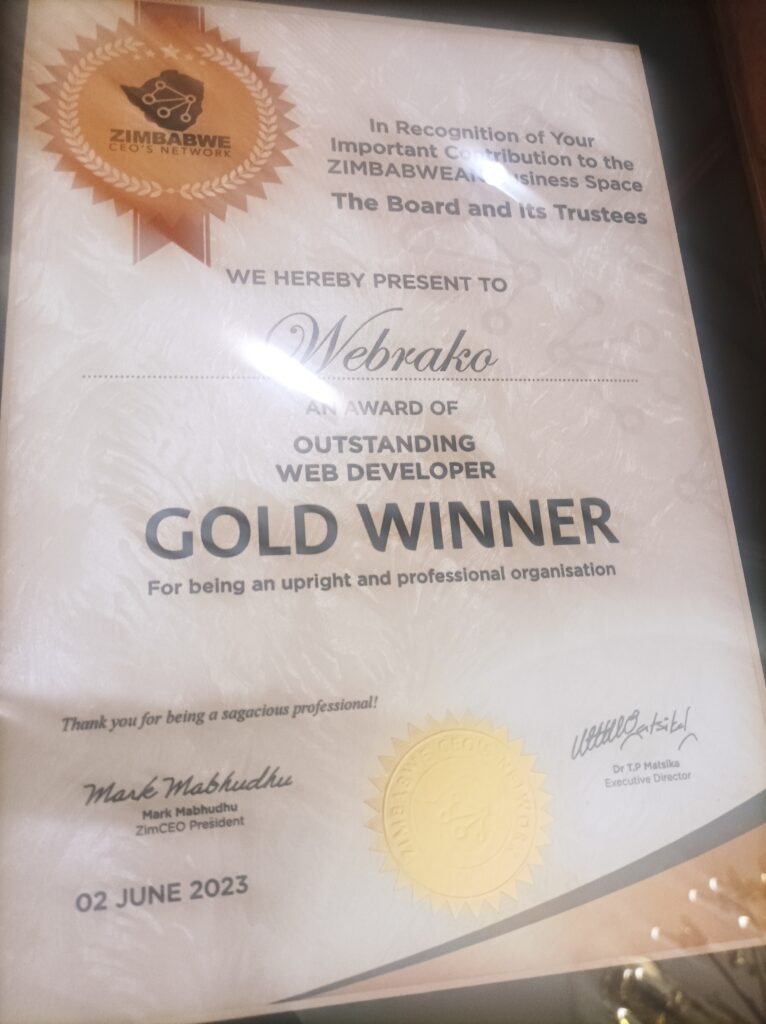 ZIMBABWE
CEO'S NETWORK
In Recognition of Your
Important Contribution to the
ZIMBABWEAN Business Space
The Board and its Trustees
WE HEREBY PRESENT TO
Webrako
AN AWARD OF
OUTSTANDING
WEB DEVELOPER
GOLD WINNER
For being an upright and professional organisation
Thank you for being a sagacious professional!
Mark Mabhudhu
Mark Mabhudhu
ZimCEO President
02 JUNE 2023
ZIMBABWE CEO'S NETWORK
Dr T.P Matsika
Executive Director